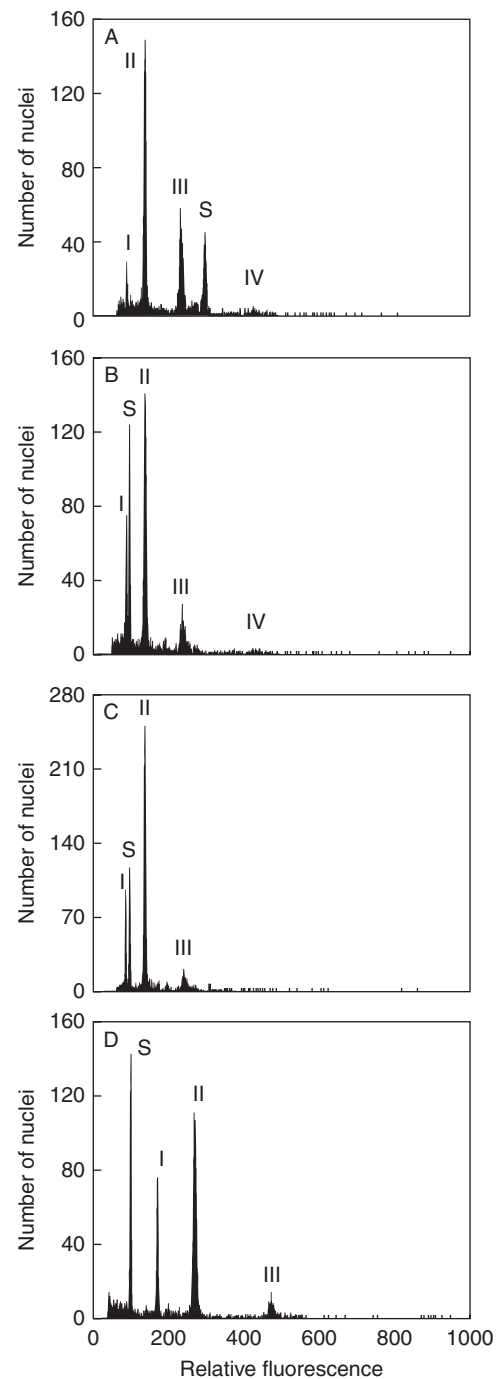 160
A
II
120
80
III
S
I
40
IV
0
Number of nuclei
160
B
II
S
120
I
80
III
40
IV
0
Number of nuclei
280
C
II
210
140
S
I
70
III
0
Number of nuclei
160
D
S
120
II
I
80
40
III
0
Number of nuclei
0 200 400 600 800 1000
Relative fluorescence